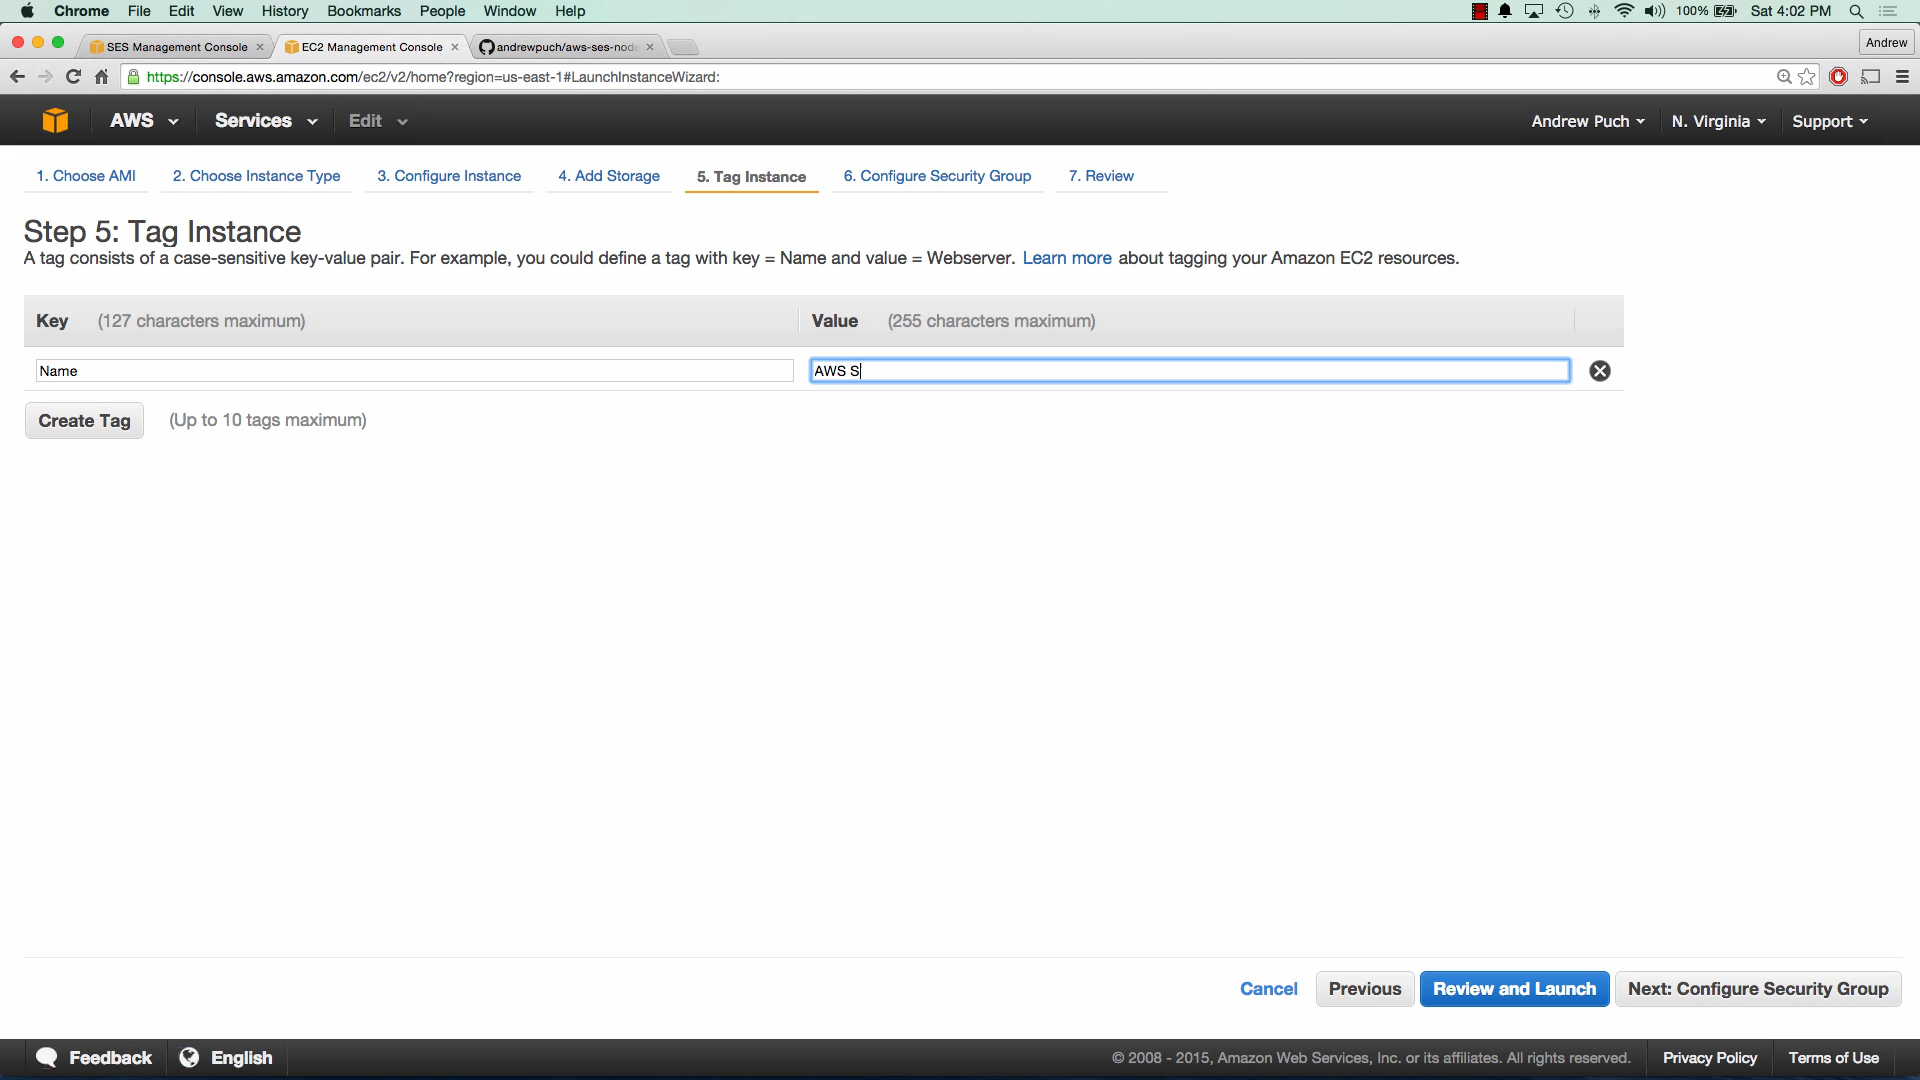 Chrome File Edit View History Bookmarks People Window Help 100% Sat 4:02 PM
SES Management Console EC2 Management Console andrewpuch/aws-ses-node Andrew
https://console.aws.amazon.com/ec2/v2/home?region=us-east-1#LaunchInstanceWizard:
AWS Services Edit Andrew Puch N. Virginia Support
1. Choose AMI 2. Choose Instance Type 3. Configure Instance 4. Add Storage 5. Tag Instance 6. Configure Security Group 7. Review
Step 5: Tag Instance
A tag consists of a case-sensitive key-value pair. For example, you could define a tag with key = Name and value = Webserver. Learn more about tagging your Amazon EC2 resources.
Key (127 characters maximum) Value (255 characters maximum)
Name AWS S
Create Tag (Up to 10 tags maximum)
Cancel Previous Review and Launch Next: Configure Security Group
Feedback English © 2008 - 2015, Amazon Web Services, Inc. or its affiliates. All rights reserved. Privacy Policy Terms of Use